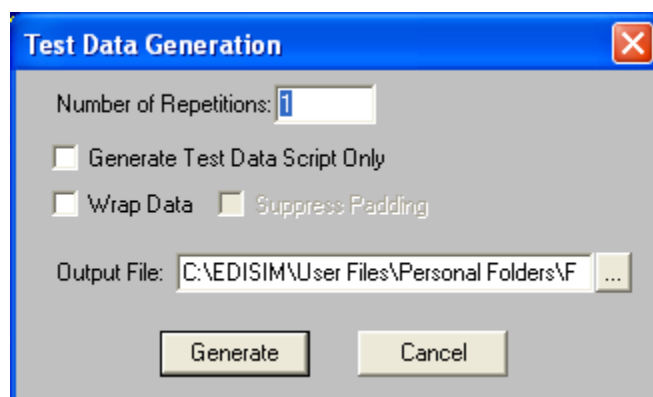 Test Data Generation
Number of Repetitions: 1
Generate Test Data Script Only
Wrap Data Suppress Padding
Output File: C:\EDISIM\User Files\Personal Folders\F ...
Generate Cancel